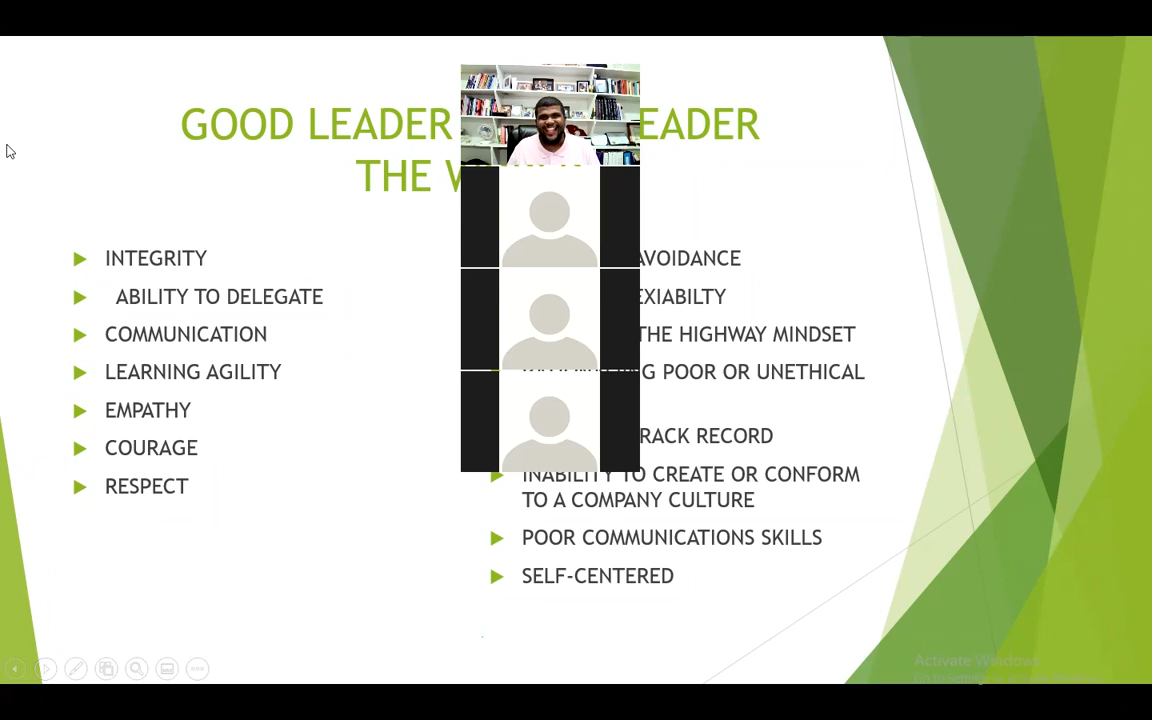 GOOD LEADER EADER
THE
INTEGRITY
ABILITY TO DELEGATE
COMMUNICATION
LEARNING AGILITY
EMPATHY
COURAGE
RESPECT
AVOIDANCE
EXIABILTY
THE HIGHWAY MINDSET
POOR OR UNETHICAL
RACK RECORD
INABILITY TO CREATE OR CONFORM
TO A COMPANY CULTURE
POOR COMMUNICATIONS SKILLS
SELF-CENTERED
Activate Windows